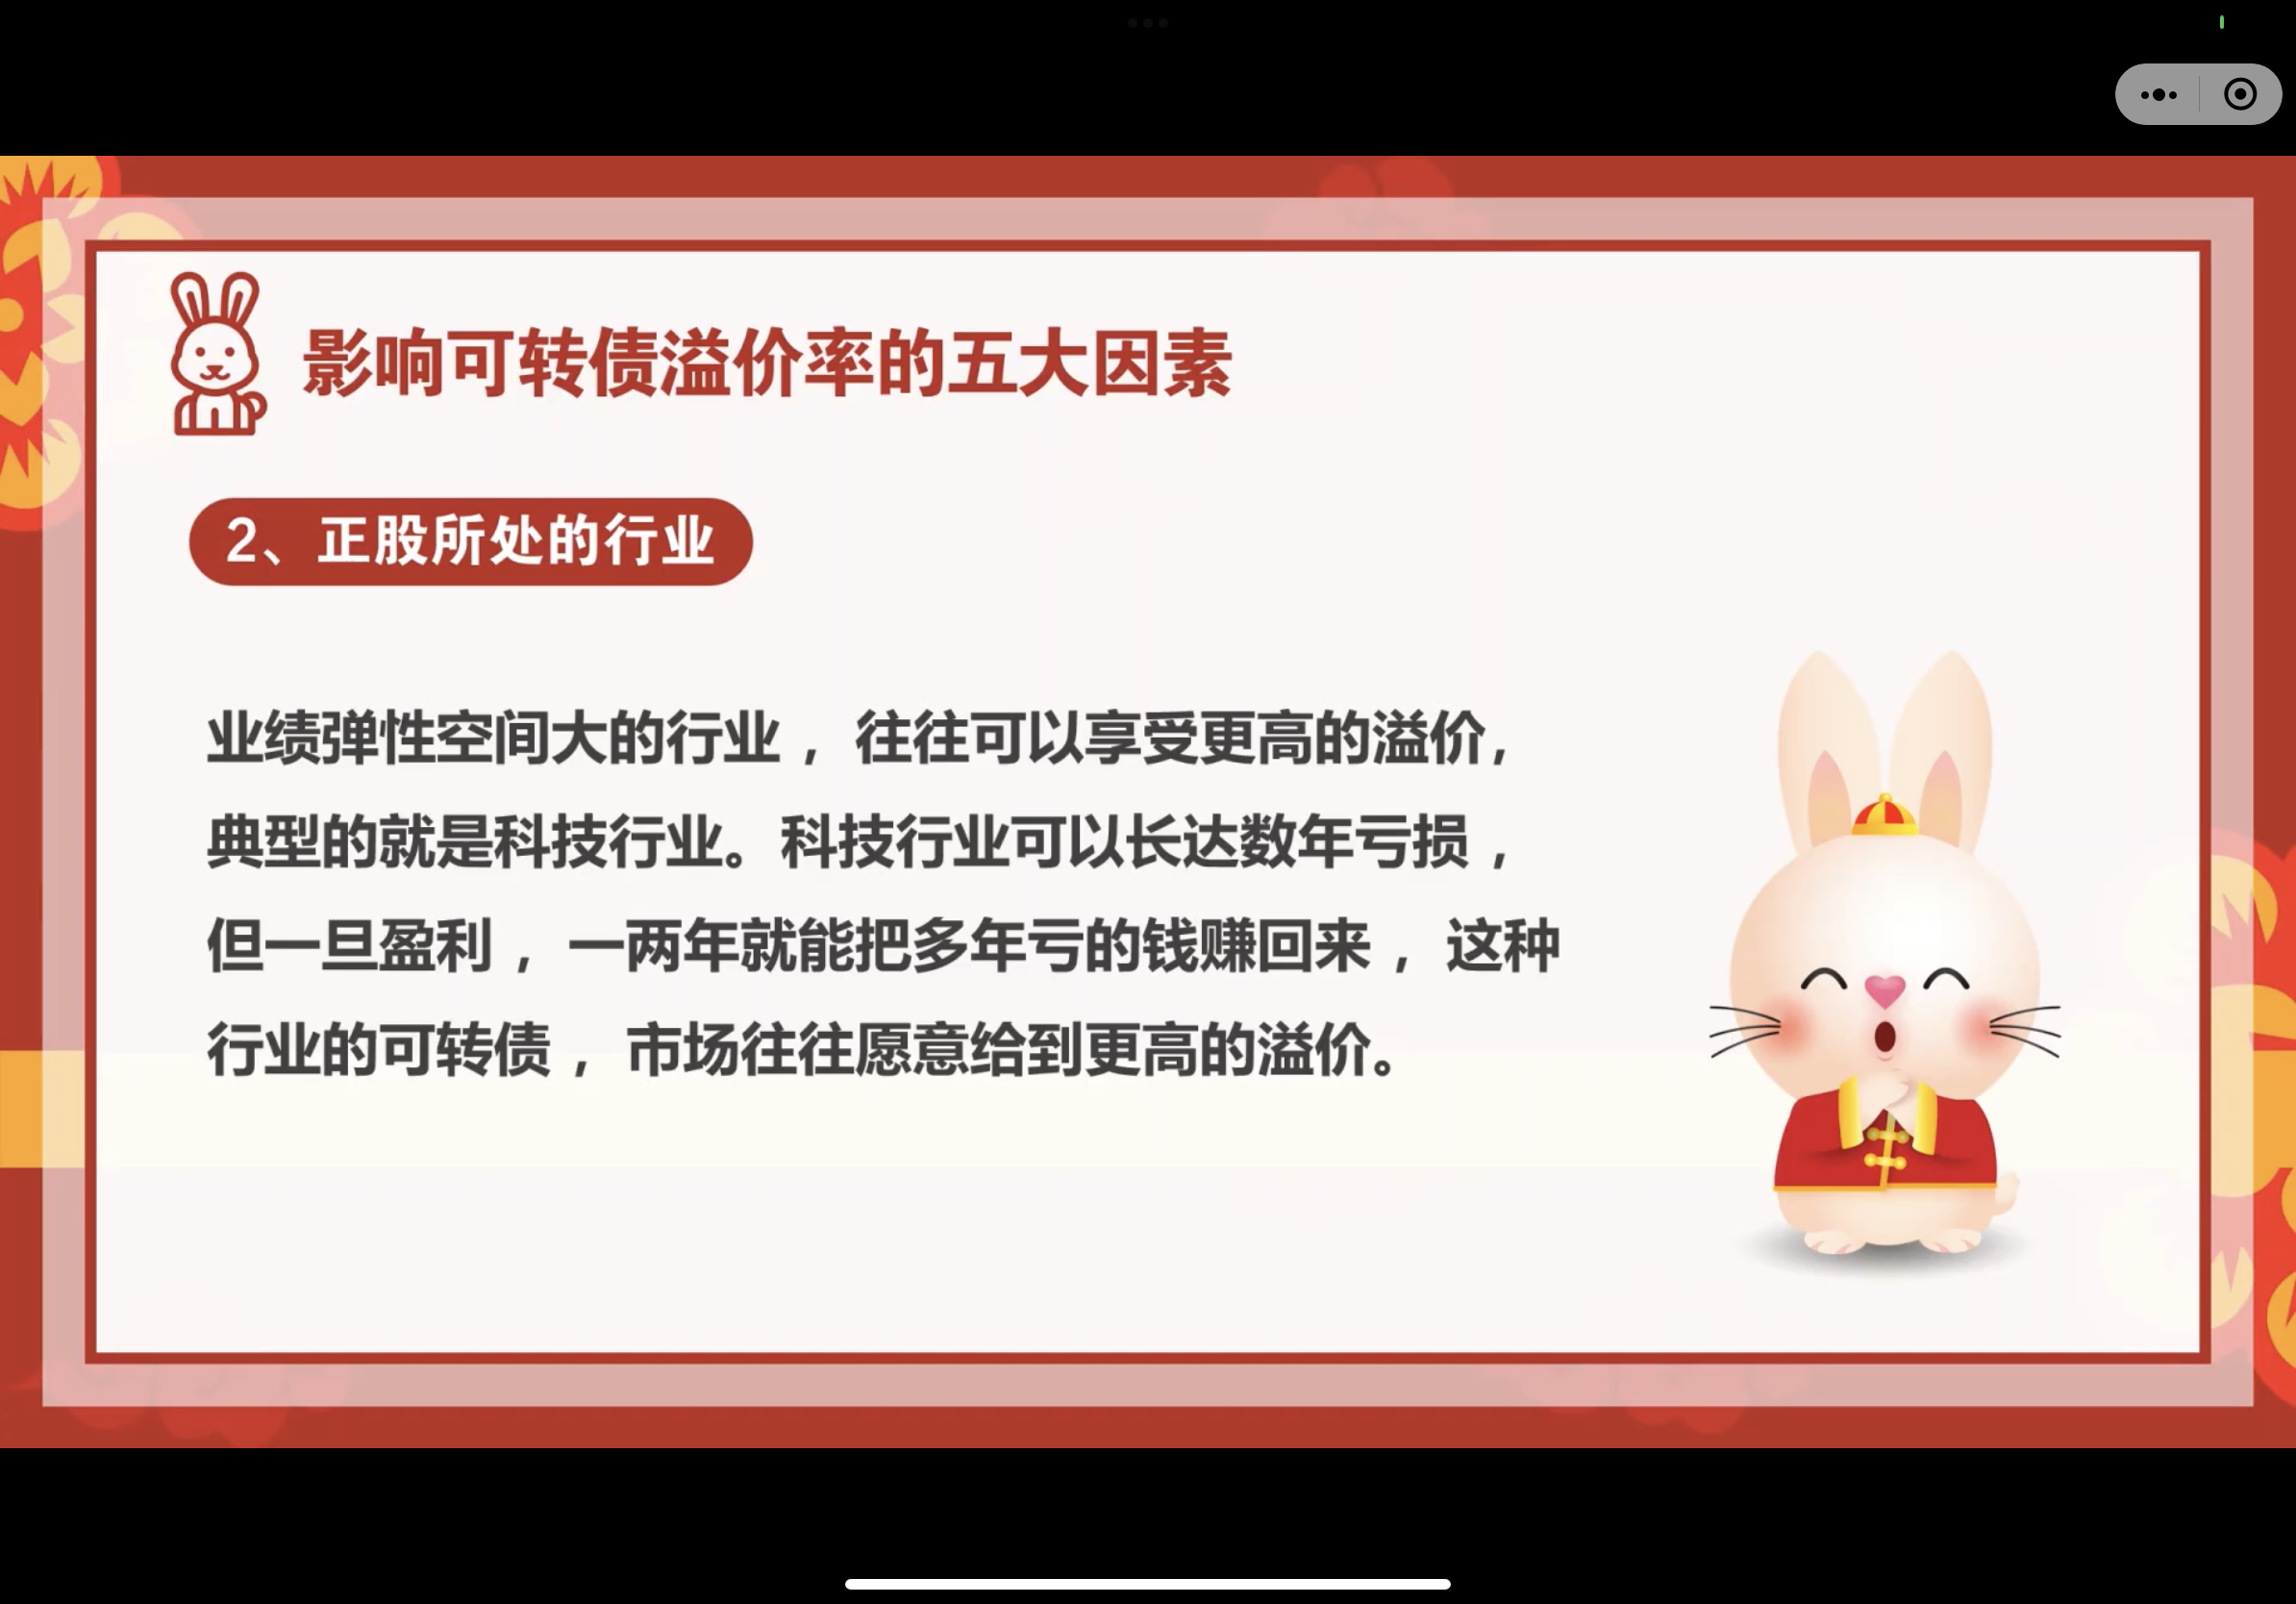 影响可转债溢价率的五大因素
2、正股所处的行业
业绩弹性空间大的行业，往往可以享受更高的溢价，
典型的就是科技行业。科技行业可以长达数年亏损，
但一旦盈利，一两年就能把多年亏的钱赚回来，这种
行业的可转债，市场往往愿意给到更高的溢价。